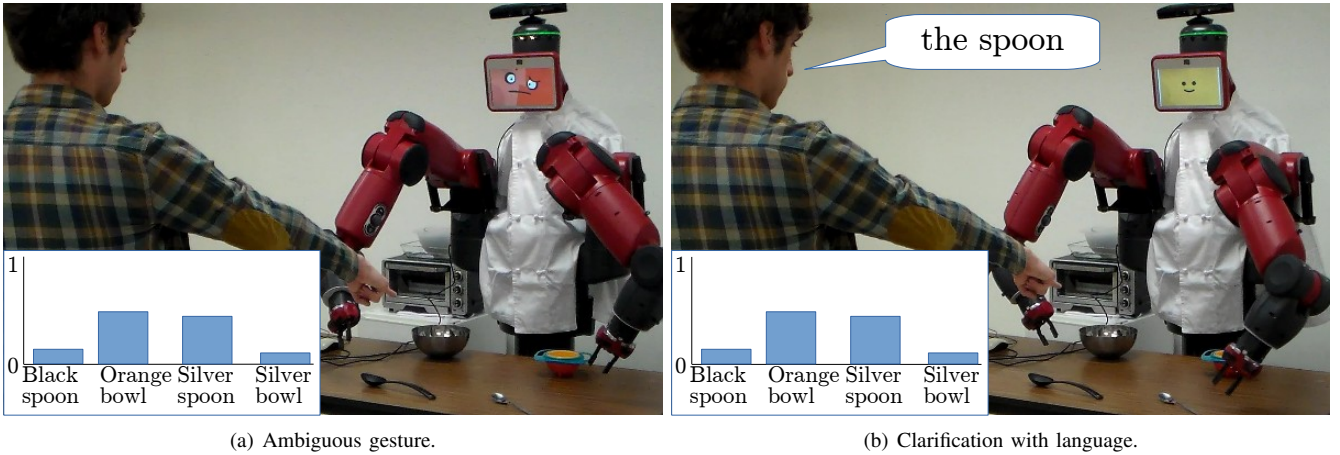 the spoon
1
0
Black
spoon
Orange
bowl
Silver
spoon
Silver
bowl
1
0
Black
spoon
Orange
bowl
Silver
spoon
Silver
bowl
(a) Ambiguous gesture.
(b) Clarification with language.